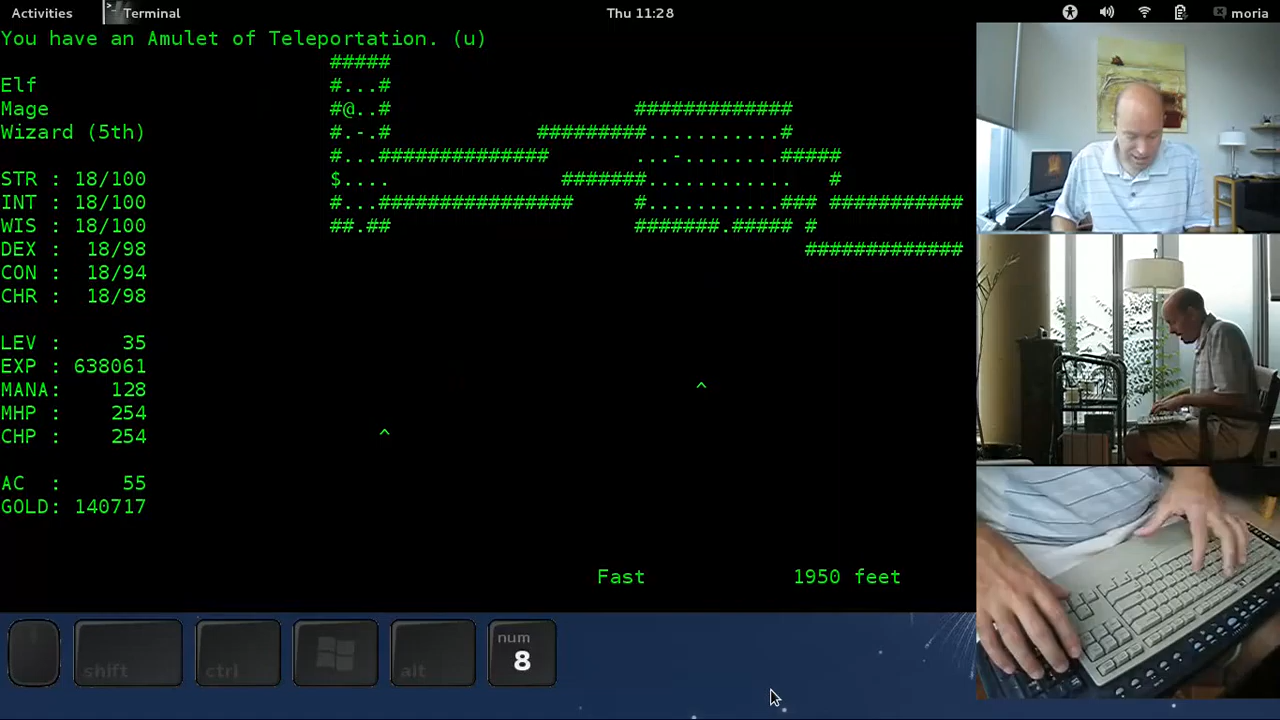 Activities Terminal Thu 11:28 moria
You have an Amulet of Teleportation. (u)
#####
Elf #...#
Mage #@..# #############
Wizard (5th) #.-.# #########...........#
#...############## ...-........#####
STR : 18/100 $.... #######............ #
INT : 18/100 #...################ #...........### ###########
WIS : 18/100 ##.## #######.##### #
DEX : 18/98 #############
CON : 18/94
CHR : 18/98
LEV : 35
EXP : 638061
MANA: 128 ^
MHP : 254
CHP : 254 ^
AC : 55
GOLD: 140717
Fast 1950 feet
shift ctrl alt num 8